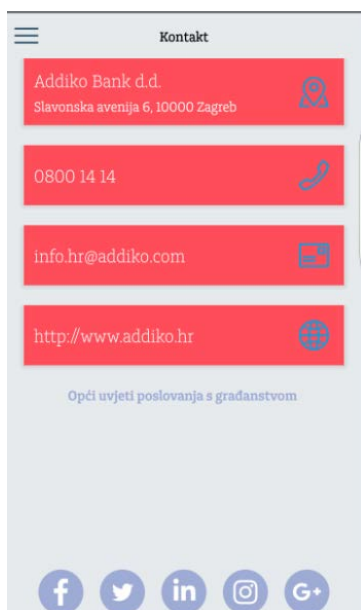 Kontakt
Addiko Bank d.d.
Slavonska avenija 6, 10000 Zagreb
0800 14 14
info.hr@addiko.com
http://www.addiko.hr
Opći uvjeti poslovanja s građanstvom
f
in
G+